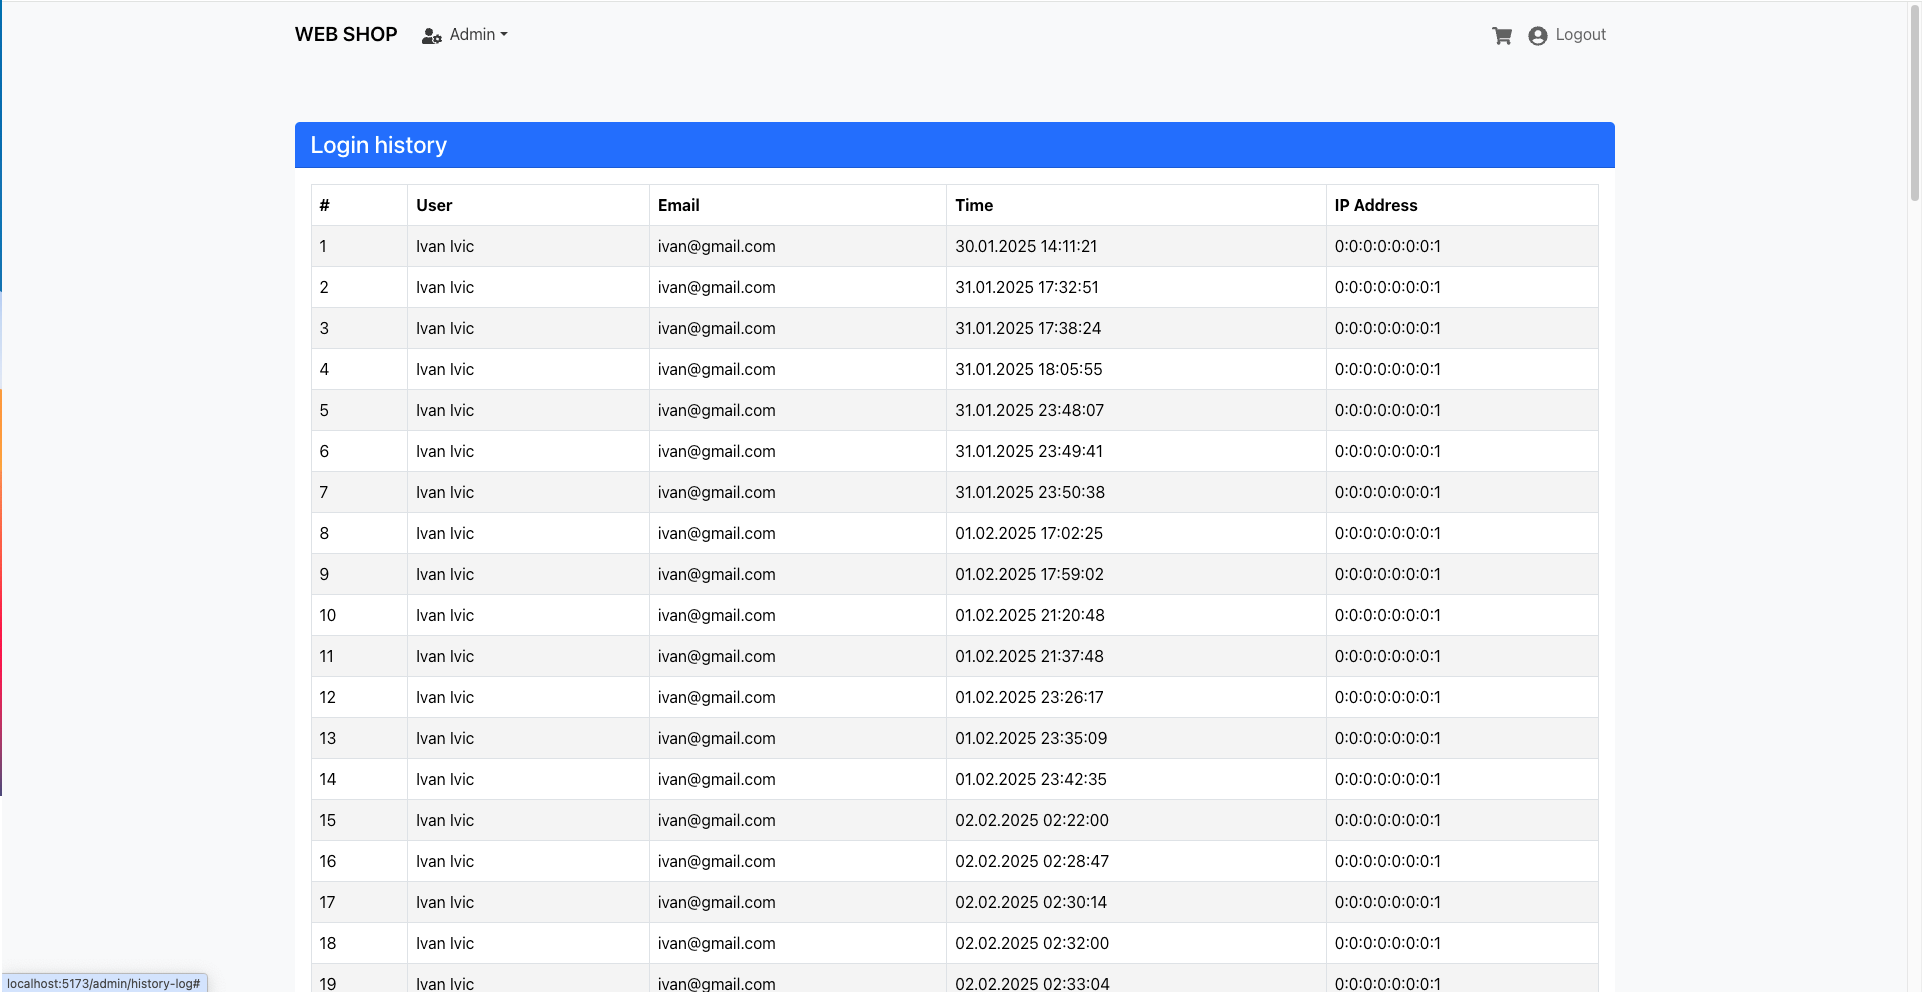 WEB SHOP Admin Logout
Login history
# User Email Time IP Address
1 Ivan Ivic ivan@gmail.com 30.01.2025 14:11:21 0:0:0:0:0:0:0:1
2 Ivan Ivic ivan@gmail.com 31.01.2025 17:32:51 0:0:0:0:0:0:0:1
3 Ivan Ivic ivan@gmail.com 31.01.2025 17:38:24 0:0:0:0:0:0:0:1
4 Ivan Ivic ivan@gmail.com 31.01.2025 18:05:55 0:0:0:0:0:0:0:1
5 Ivan Ivic ivan@gmail.com 31.01.2025 23:48:07 0:0:0:0:0:0:0:1
6 Ivan Ivic ivan@gmail.com 31.01.2025 23:49:41 0:0:0:0:0:0:0:1
7 Ivan Ivic ivan@gmail.com 31.01.2025 23:50:38 0:0:0:0:0:0:0:1
8 Ivan Ivic ivan@gmail.com 01.02.2025 17:02:25 0:0:0:0:0:0:0:1
9 Ivan Ivic ivan@gmail.com 01.02.2025 17:59:02 0:0:0:0:0:0:0:1
10 Ivan Ivic ivan@gmail.com 01.02.2025 21:20:48 0:0:0:0:0:0:0:1
11 Ivan Ivic ivan@gmail.com 01.02.2025 21:37:48 0:0:0:0:0:0:0:1
12 Ivan Ivic ivan@gmail.com 01.02.2025 23:26:17 0:0:0:0:0:0:0:1
13 Ivan Ivic ivan@gmail.com 01.02.2025 23:35:09 0:0:0:0:0:0:0:1
14 Ivan Ivic ivan@gmail.com 01.02.2025 23:42:35 0:0:0:0:0:0:0:1
15 Ivan Ivic ivan@gmail.com 02.02.2025 02:22:00 0:0:0:0:0:0:0:1
16 Ivan Ivic ivan@gmail.com 02.02.2025 02:28:47 0:0:0:0:0:0:0:1
17 Ivan Ivic ivan@gmail.com 02.02.2025 02:30:14 0:0:0:0:0:0:0:1
18 Ivan Ivic ivan@gmail.com 02.02.2025 02:32:00 0:0:0:0:0:0:0:1
19 Ivan Ivic ivan@gmail.com 02.02.2025 02:33:04 0:0:0:0:0:0:0:1
localhost:5173/admin/history-log#